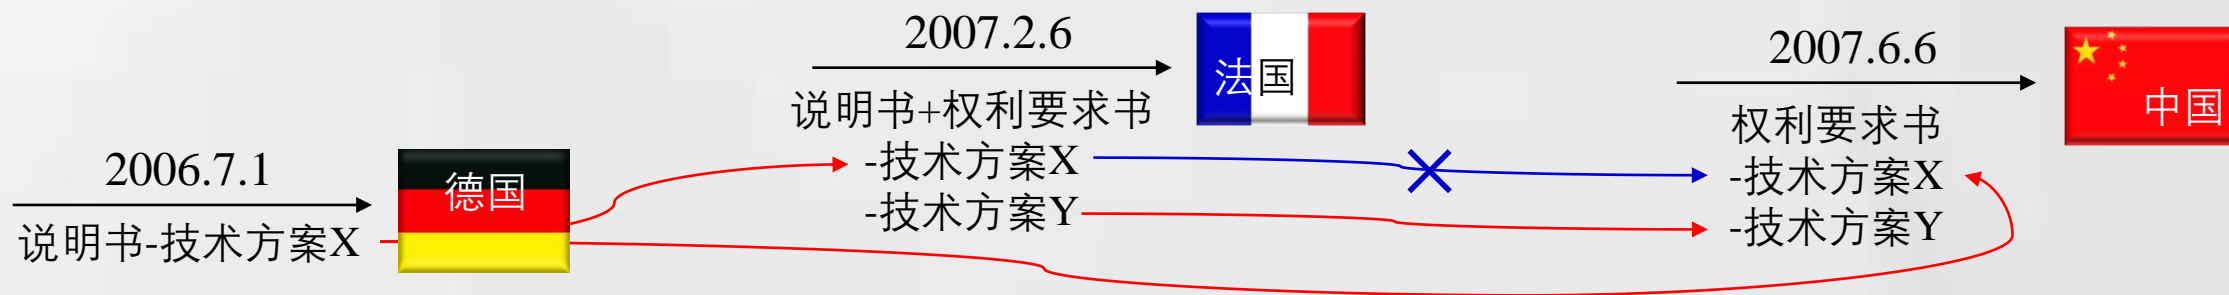 2006.7.1
说明书-技术方案X
德国
2007.2.6
说明书+权利要求书
-技术方案X
-技术方案Y
法国
2007.6.6
权利要求书
-技术方案X
-技术方案Y
中国